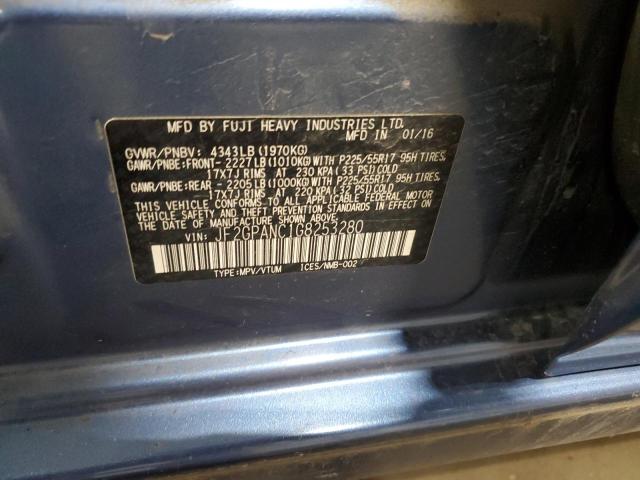 MFD BY FUJI HEAVY INDUSTRIES LTD.
MFD IN 01/16
GVWR/PNBV: 4343LB (1970KG)
GAWR/PNBE:FRONT- 2227LB(1010KG) WITH P225/55R17 95H TIRES,
17X7J RIMS AT 230 KPA (33 PSI) COLD
GAWR/PNBE:REAR - 2205LB(1000KG) WITH P225/55R17 95H TIRES,
17X7J RIMS AT 220 KPA (32 PSI) COLD
THIS VEHICLE CONFORMS TO ALL APPLICABLE FEDERAL MOTOR
VEHICLE SAFETY AND BUMPER STANDARDS IN EFFECT ON
THE DATE OF MANUFACTURE SHOWN ABOVE.
VIN: JF2GPANC1G8253280
TYPE:MPV/VTUM ICES/NMB-002